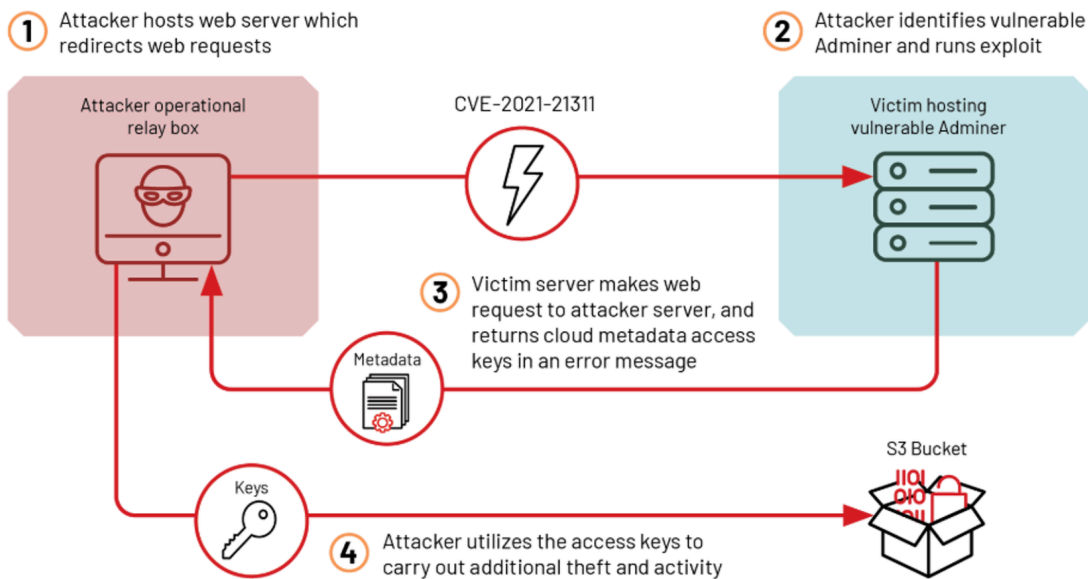 1
Attacker hosts web server which
redirects web requests
2
Attacker identifies vulnerable
Adminer and runs exploit
Attacker operational
relay box
CVE-2021-21311
Victim hosting
vulnerable Adminer
3
Victim server makes web
request to attacker server, and
returns cloud metadata access
keys in an error message
Metadata
S3 Bucket
1101
010
Keys
4
Attacker utilizes the access keys to
carry out additional theft and activity